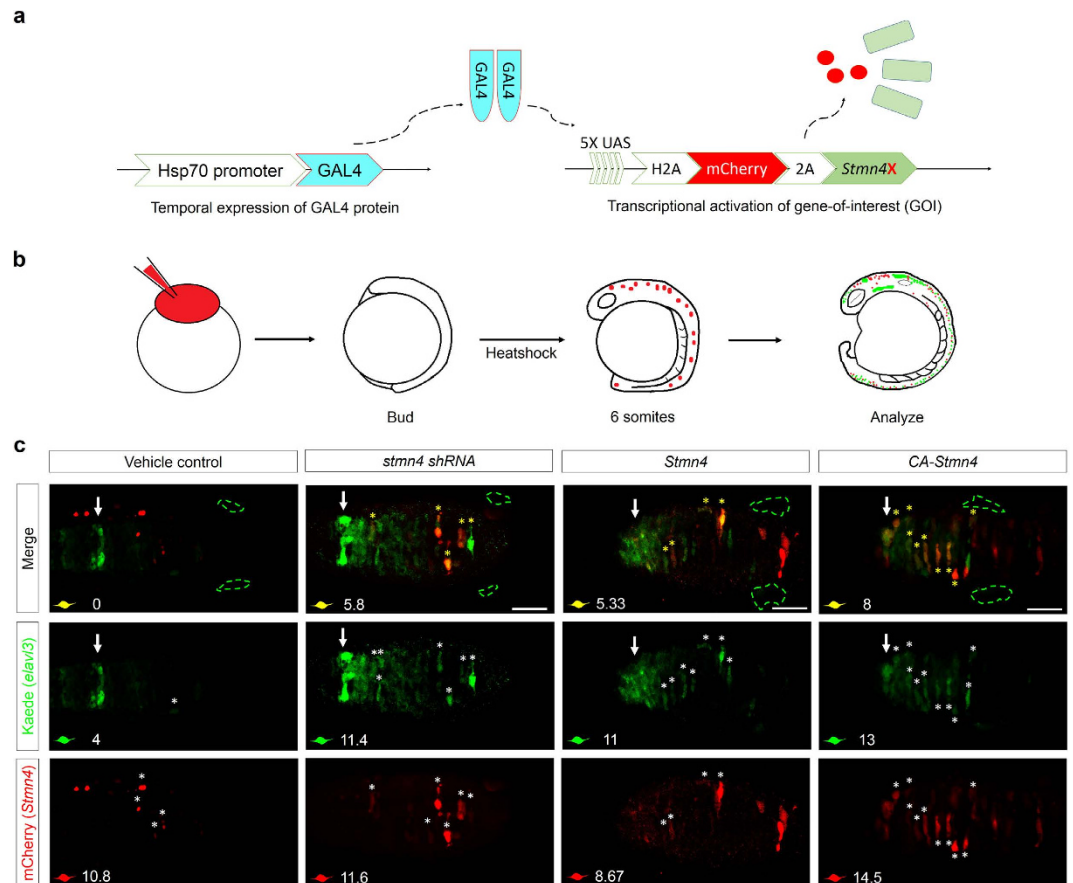 a
GAL4
GAL4
5X UAS
Hsp70 promoter
GAL4
H2A
mCherry
2A
Stmn4X
Temporal expression of GAL4 protein
Transcriptional activation of gene-of-interest (GOI)
b
Heatshock
Bud
6 somites
Analyze
c
Vehicle control
stmn4 shRNA
Stmn4
CA-Stmn4
Merge
0
5.8
5.33
8
Kaede (elavl3)
4
11.4
11
13
mCherry (Stmn4)
10.8
11.6
8.67
14.5